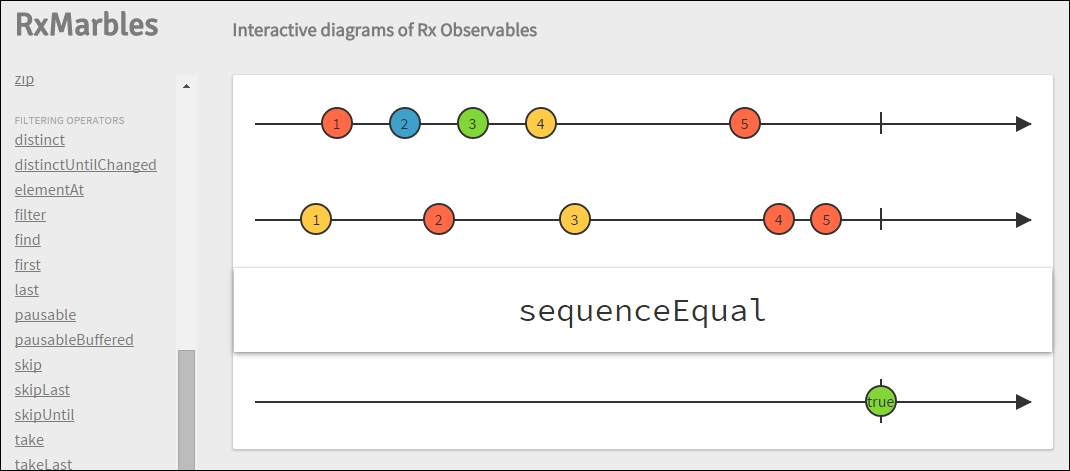 RxMarbles
Interactive diagrams of Rx Observables
zip
FILTERING OPERATORS
distinct
distinctUntilChanged
elementAt
filter
find
first
last
pausable
pausableBuffered
skip
skipLast
skipUntil
take
takeLast
1 2 3 4 5
1 2 3 4 5
sequenceEqual
true